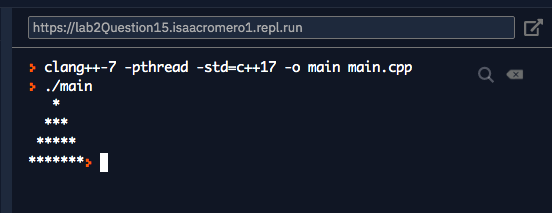 https://lab2Question15.isaacromero1.repl.run
> clang++-7 -pthread -std=c++17 -o main main.cpp
> ./main
   *
  ***
 *****
*******>